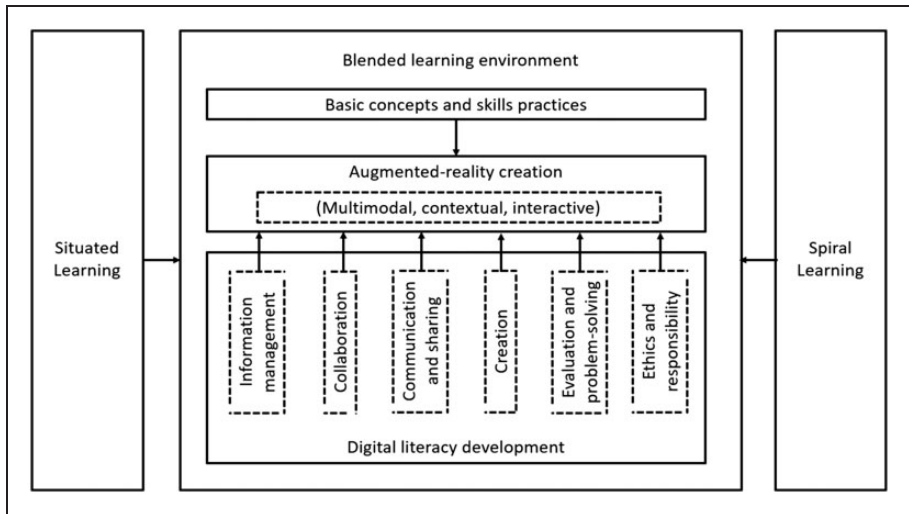 Blended learning environment
Basic concepts and skills practices
Augmented-reality creation
(Multimodal, contextual, interactive)
Situated
Learning
Spiral
Learning
Information
management
Collaboration
Communication
and sharing
Creation
Evaluation and
problem-solving
Ethics and
responsibility
Digital literacy development